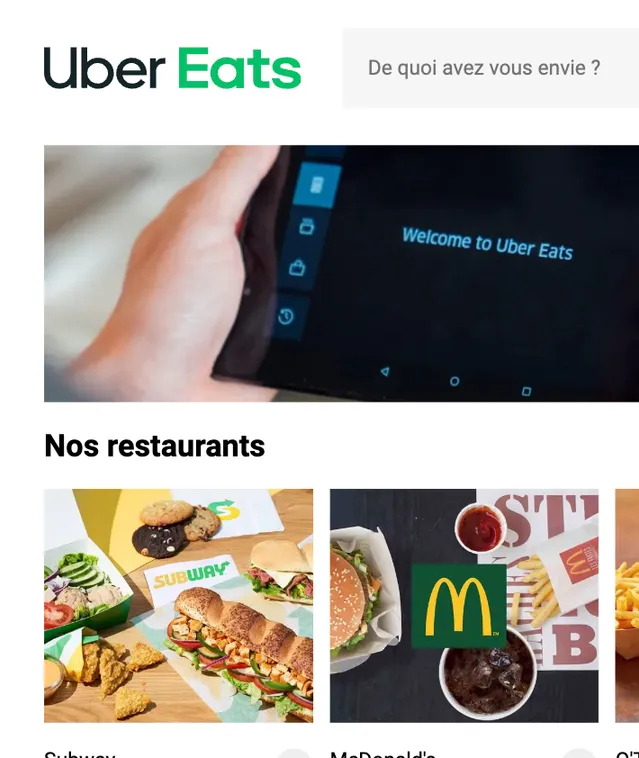 Uber Eats
De quoi avez vous envie ?
Welcome to Uber Eats
Nos restaurants
SUBWAY
M
Subway
McDonald's